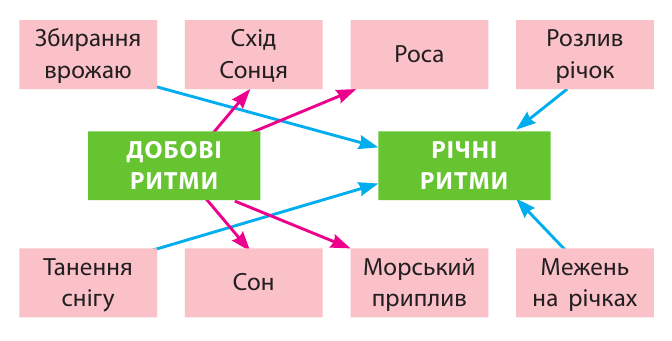 Збирання
врожаю
Схід
Сонця
Роса
Розлив
річок
ДОБОВІ
РИТМИ
РІЧНІ
РИТМИ
Танення
снігу
Сон
Морський
приплив
Межень
на річках